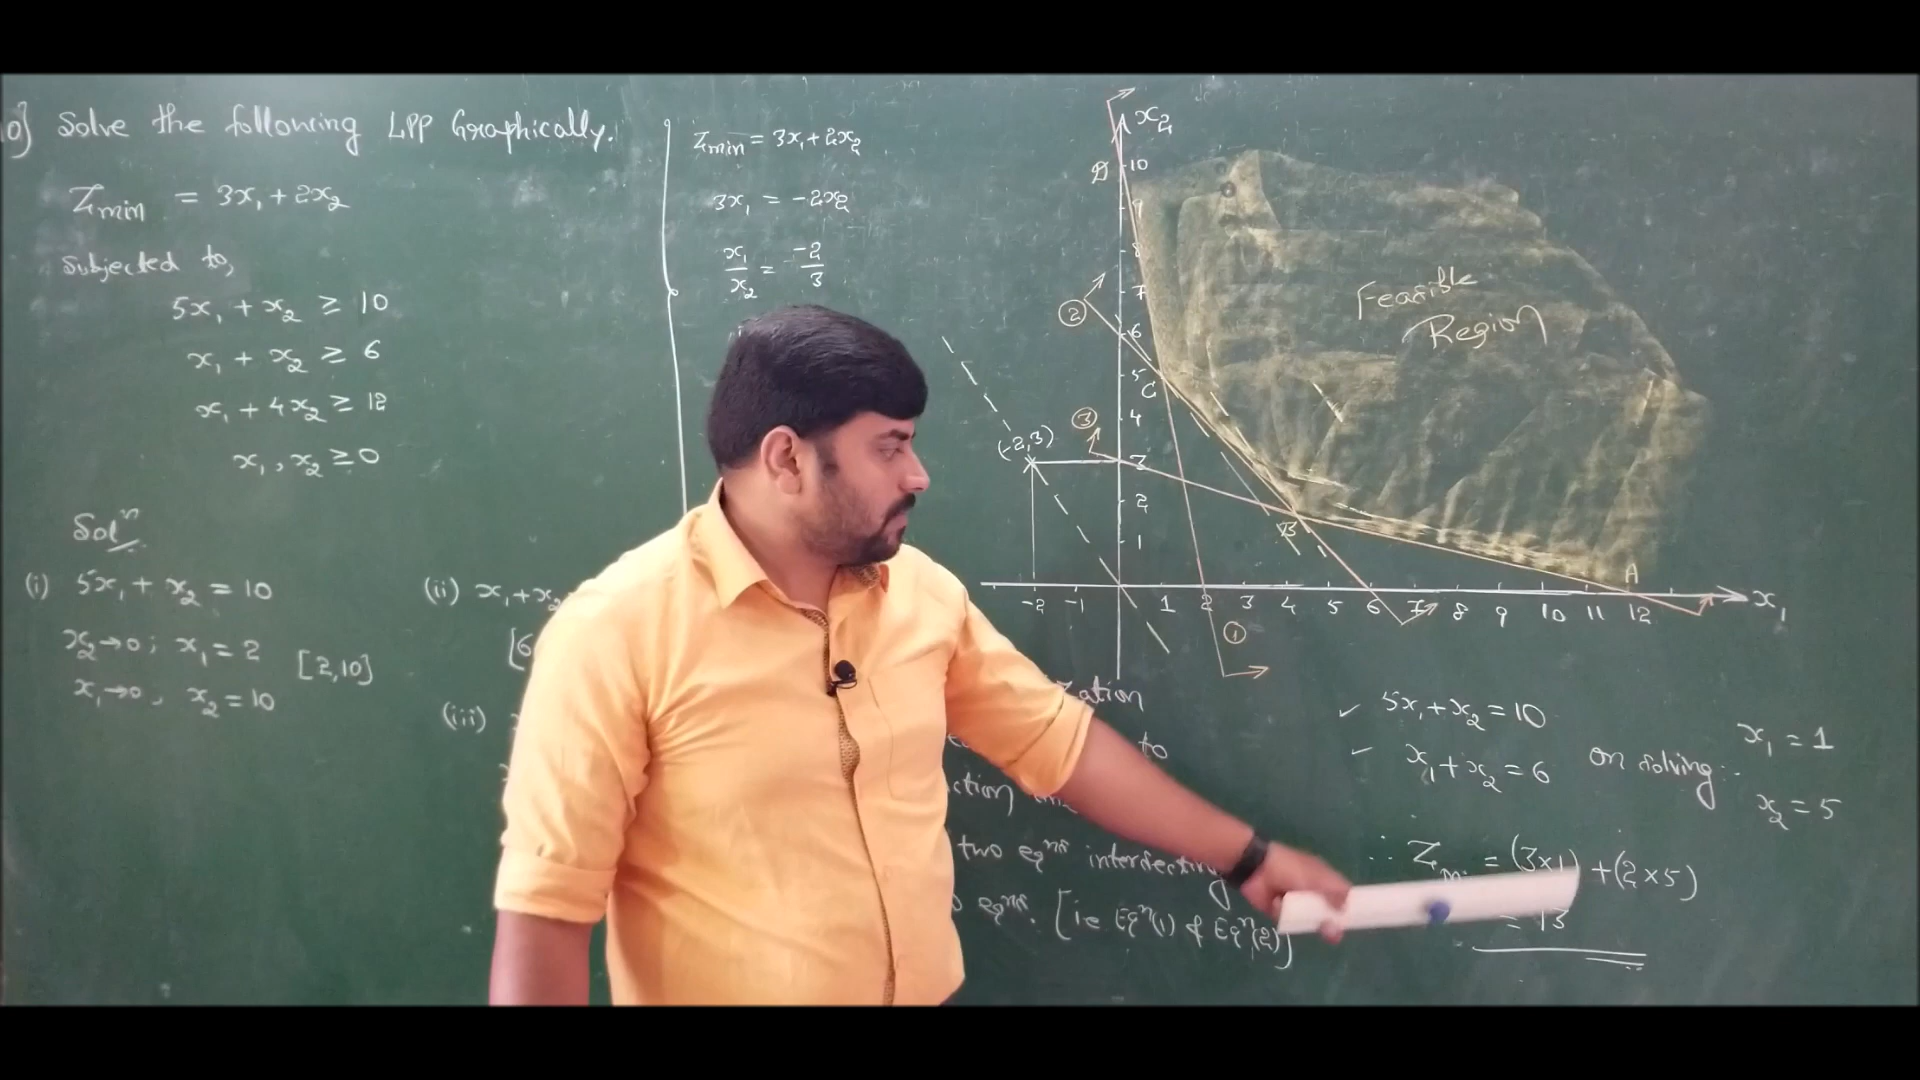 10] Solve the following LPP Graphically.
Zmin = 3x₁+2x₂
Subjected to,
5x₁ + x₂ ≥ 10
x₁ + x₂ ≥ 6
x₁ + 4x₂ ≥ 12
x₁, x₂ ≥ 0
Solⁿ
(i) 5x₁ + x₂ = 10
x₂→0; x₁ = 2
[2,10]
x₁→0, x₂ = 10
(ii) x₁+x₂
[6
(iii)
Zmin = 3x₁+2x₂
3x₁ = -2x₂
x₁/x₂ = -2/3
x₂
D
10
9
8
7
②
6
5
C
4
③
(-2,3)
3
2
B
1
A
-2 -1 1 2 3 4 5 6 7 8 9 10 11 12 x₁
①
Feasible
Region
to
two eqⁿˢ intersecting
eqⁿˢ. [ie Eqⁿ(1) & Eqⁿ(2)]
✓ 5x₁+x₂ = 10
✓ x₁+x₂ = 6
on solving:-
x₁ = 1
x₂ = 5
∴ Z = (3×1)+(2×5)
= 13